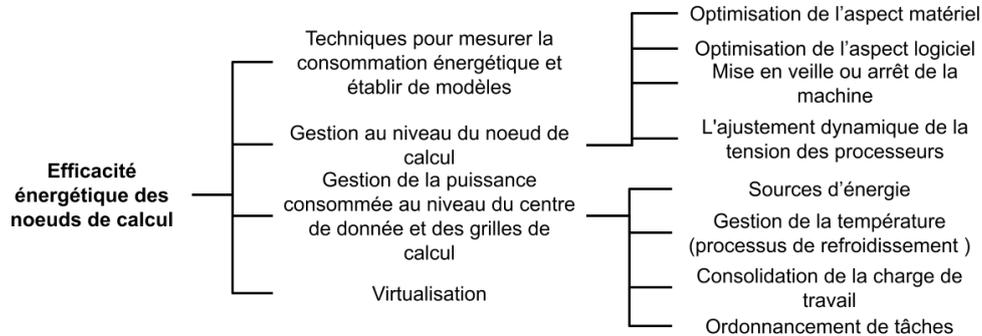 Efficacité
énergétique des
noeuds de calcul
Techniques pour mesurer la
consommation énergétique et
établir de modèles
Gestion au niveau du noeud de
calcul
Gestion de la puissance
consommée au niveau du centre
de donnée et des grilles de
calcul
Virtualisation
Optimisation de l’aspect matériel
Optimisation de l’aspect logiciel
Mise en veille ou arrêt de la
machine
L'ajustement dynamique de la
tension des processeurs
Sources d’énergie
Gestion de la température
(processus de refroidissement )
Consolidation de la charge de
travail
Ordonnancement de tâches